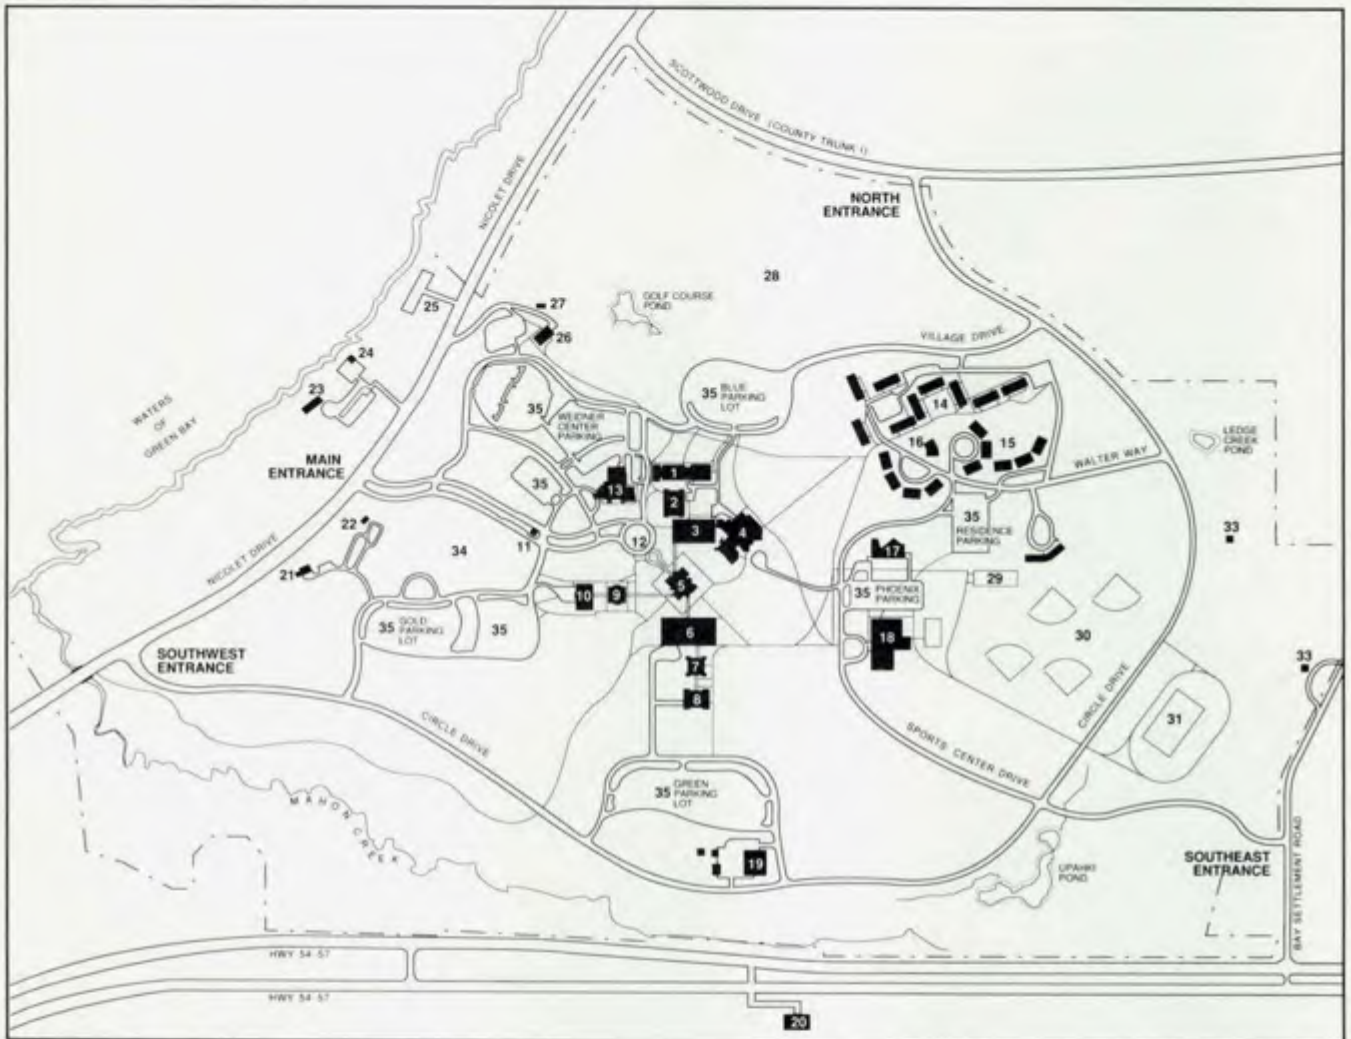 SCOTTWOOD DRIVE (COUNTY TRUNK I)
NICOLET DRIVE
NORTH
ENTRANCE
28
25
27
26
GOLF COURSE
POND
VILLAGE DRIVE
24
23
WATERS
OF
GREEN BAY
35
WEIDNER
CENTER
PARKING
35 BLUE
PARKING
LOT
14
16
15
WALTER WAY
LEDGE
CREEK
POND
MAIN
ENTRANCE
35
13
1
2
3
4
35
RESIDENCE
PARKING
33
22
34
11
12
17
NICOLET DRIVE
21
10
9
5
35 PHOENIX
PARKING
29
35 GOLD
PARKING
LOT
35
6
18
30
SOUTHWEST
ENTRANCE
7
8
33
CIRCLE DRIVE
CIRCLE DRIVE
31
SPORTS CENTER DRIVE
MAHON CREEK
35 GREEN
PARKING
LOT
19
UPAHKI
POND
SOUTHEAST
ENTRANCE
BAY SETTLEMENT ROAD
HWY 54 57
HWY 54 57
20